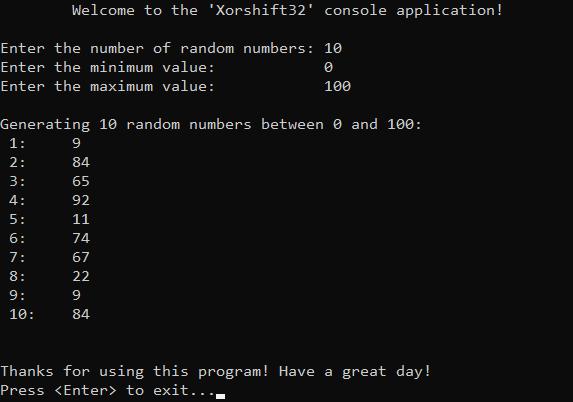 Welcome to the 'Xorshift32' console application!
Enter the number of random numbers: 10
Enter the minimum value: 0
Enter the maximum value: 100
Generating 10 random numbers between 0 and 100:
1: 9
2: 84
3: 65
4: 92
5: 11
6: 74
7: 67
8: 22
9: 9
10: 84
Thanks for using this program! Have a great day!
Press <Enter> to exit...